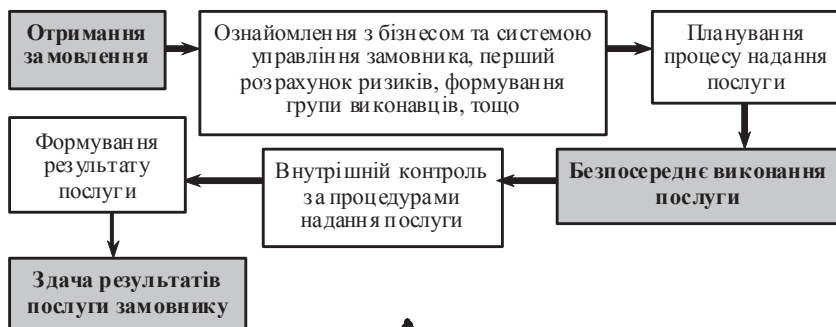 Отримання
замовлення
Ознайомлення з бізнесом та системою
управління замовника, перший
розрахунок ризиків, формування
групи виконавців, тощо
Планування
процесу надання
послуги
Безпосереднє виконання
послуги
Внутрішній контроль
за процедурами
надання послуги
Формування
результату
послуги
Здача результатів
послуги замовнику